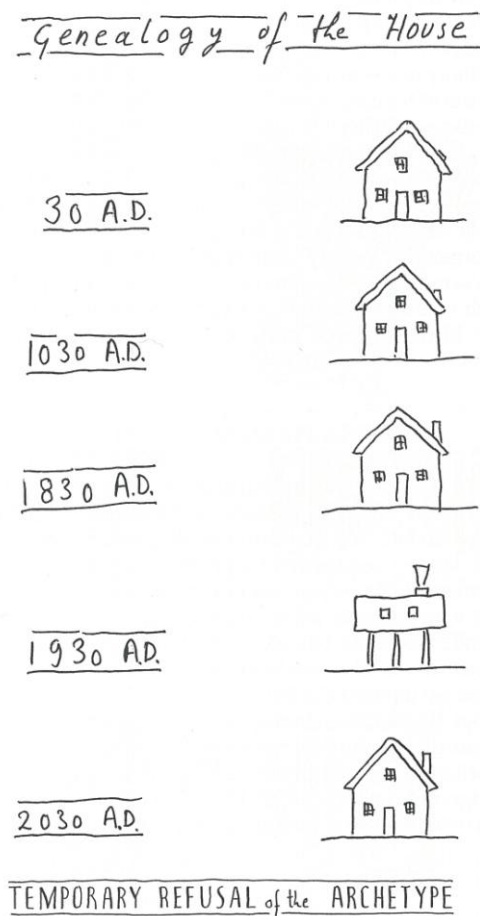 Genealogy of the House
30 A.D.
1030 A.D.
1830 A.D.
1930 A.D.
2030 A.D.
TEMPORARY REFUSAL of the ARCHETYPE